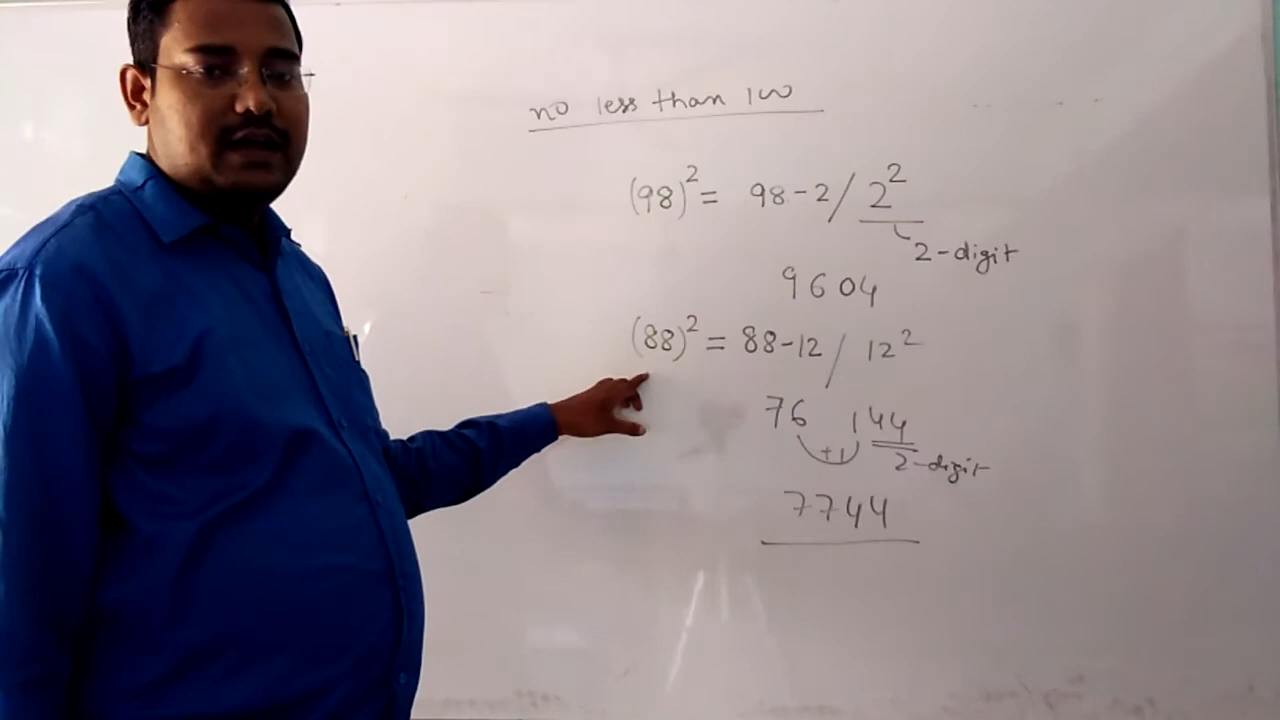 no less than 100
(98)² = 98-2/2²
2-digit
9604
(88)² = 88-12/12²
76 144
+1
2-digit
7744